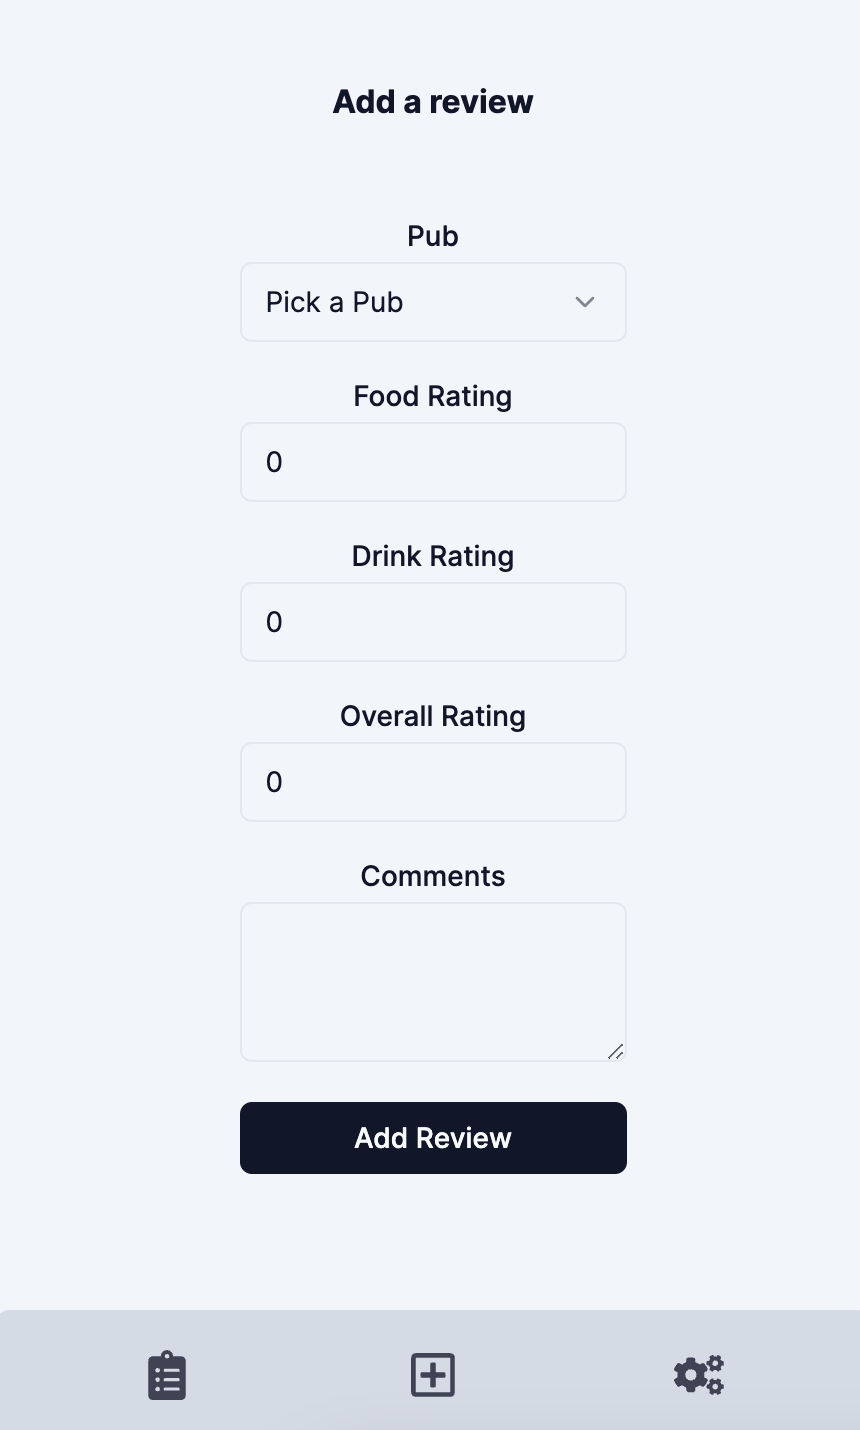 Add a review
Pub
Pick a Pub
Food Rating
0
Drink Rating
0
Overall Rating
0
Comments
Add Review